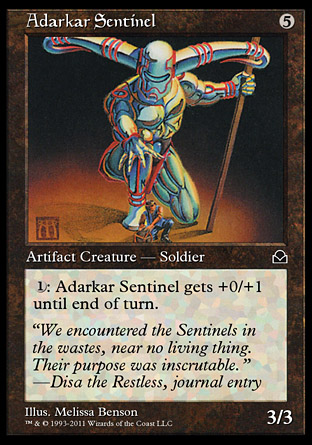 Adarkar Sentinel 5
Artifact Creature — Soldier
1: Adarkar Sentinel gets +0/+1
until end of turn.
“We encountered the Sentinels in
the wastes, near no living thing.
Their purpose was inscrutable.”
—Disa the Restless, journal entry
Illus. Melissa Benson
3/3
™ & © 1993-2011 Wizards of the Coast LLC